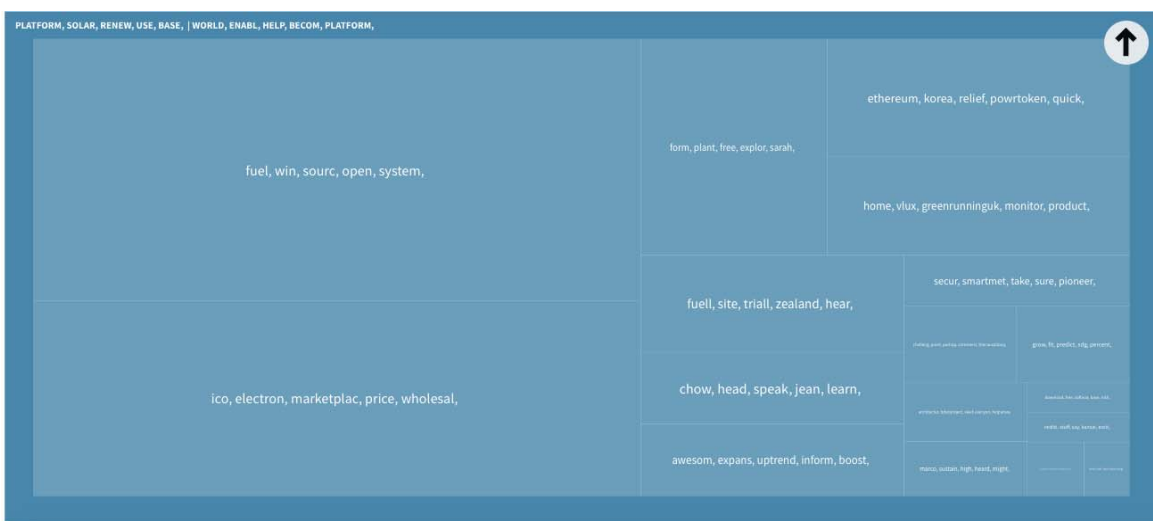 PLATFORM, SOLAR, RENEW, USE, BASE, | WORLD, ENABL, HELP, BECOM, PLATFORM,
fuel, win, sourc, open, system,
form, plant, free, explor, sarah,
ethereum, korea, relief, powrtoken, quick,
home, vlux, greenrunninguk, monitor, product,
ico, electron, marketplac, price, wholesal,
fuell, site, triall, zealand, hear,
chow, head, speak, jean, learn,
awesom, expans, uptrend, inform, boost,
secur, smartmet, take, sure, pioneer,
grow, fit, predict, sdg, percent,
marco, sustain, high, heard, might,